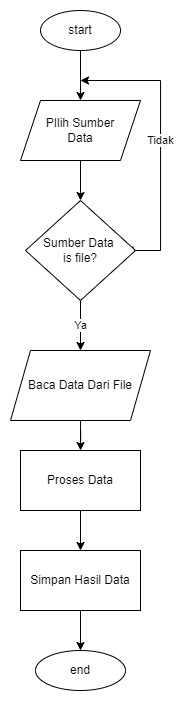 start
PIlih Sumber
Data
Tidak
Sumber Data
is file?
Ya
Baca Data Dari File
Proses Data
Simpan Hasil Data
end